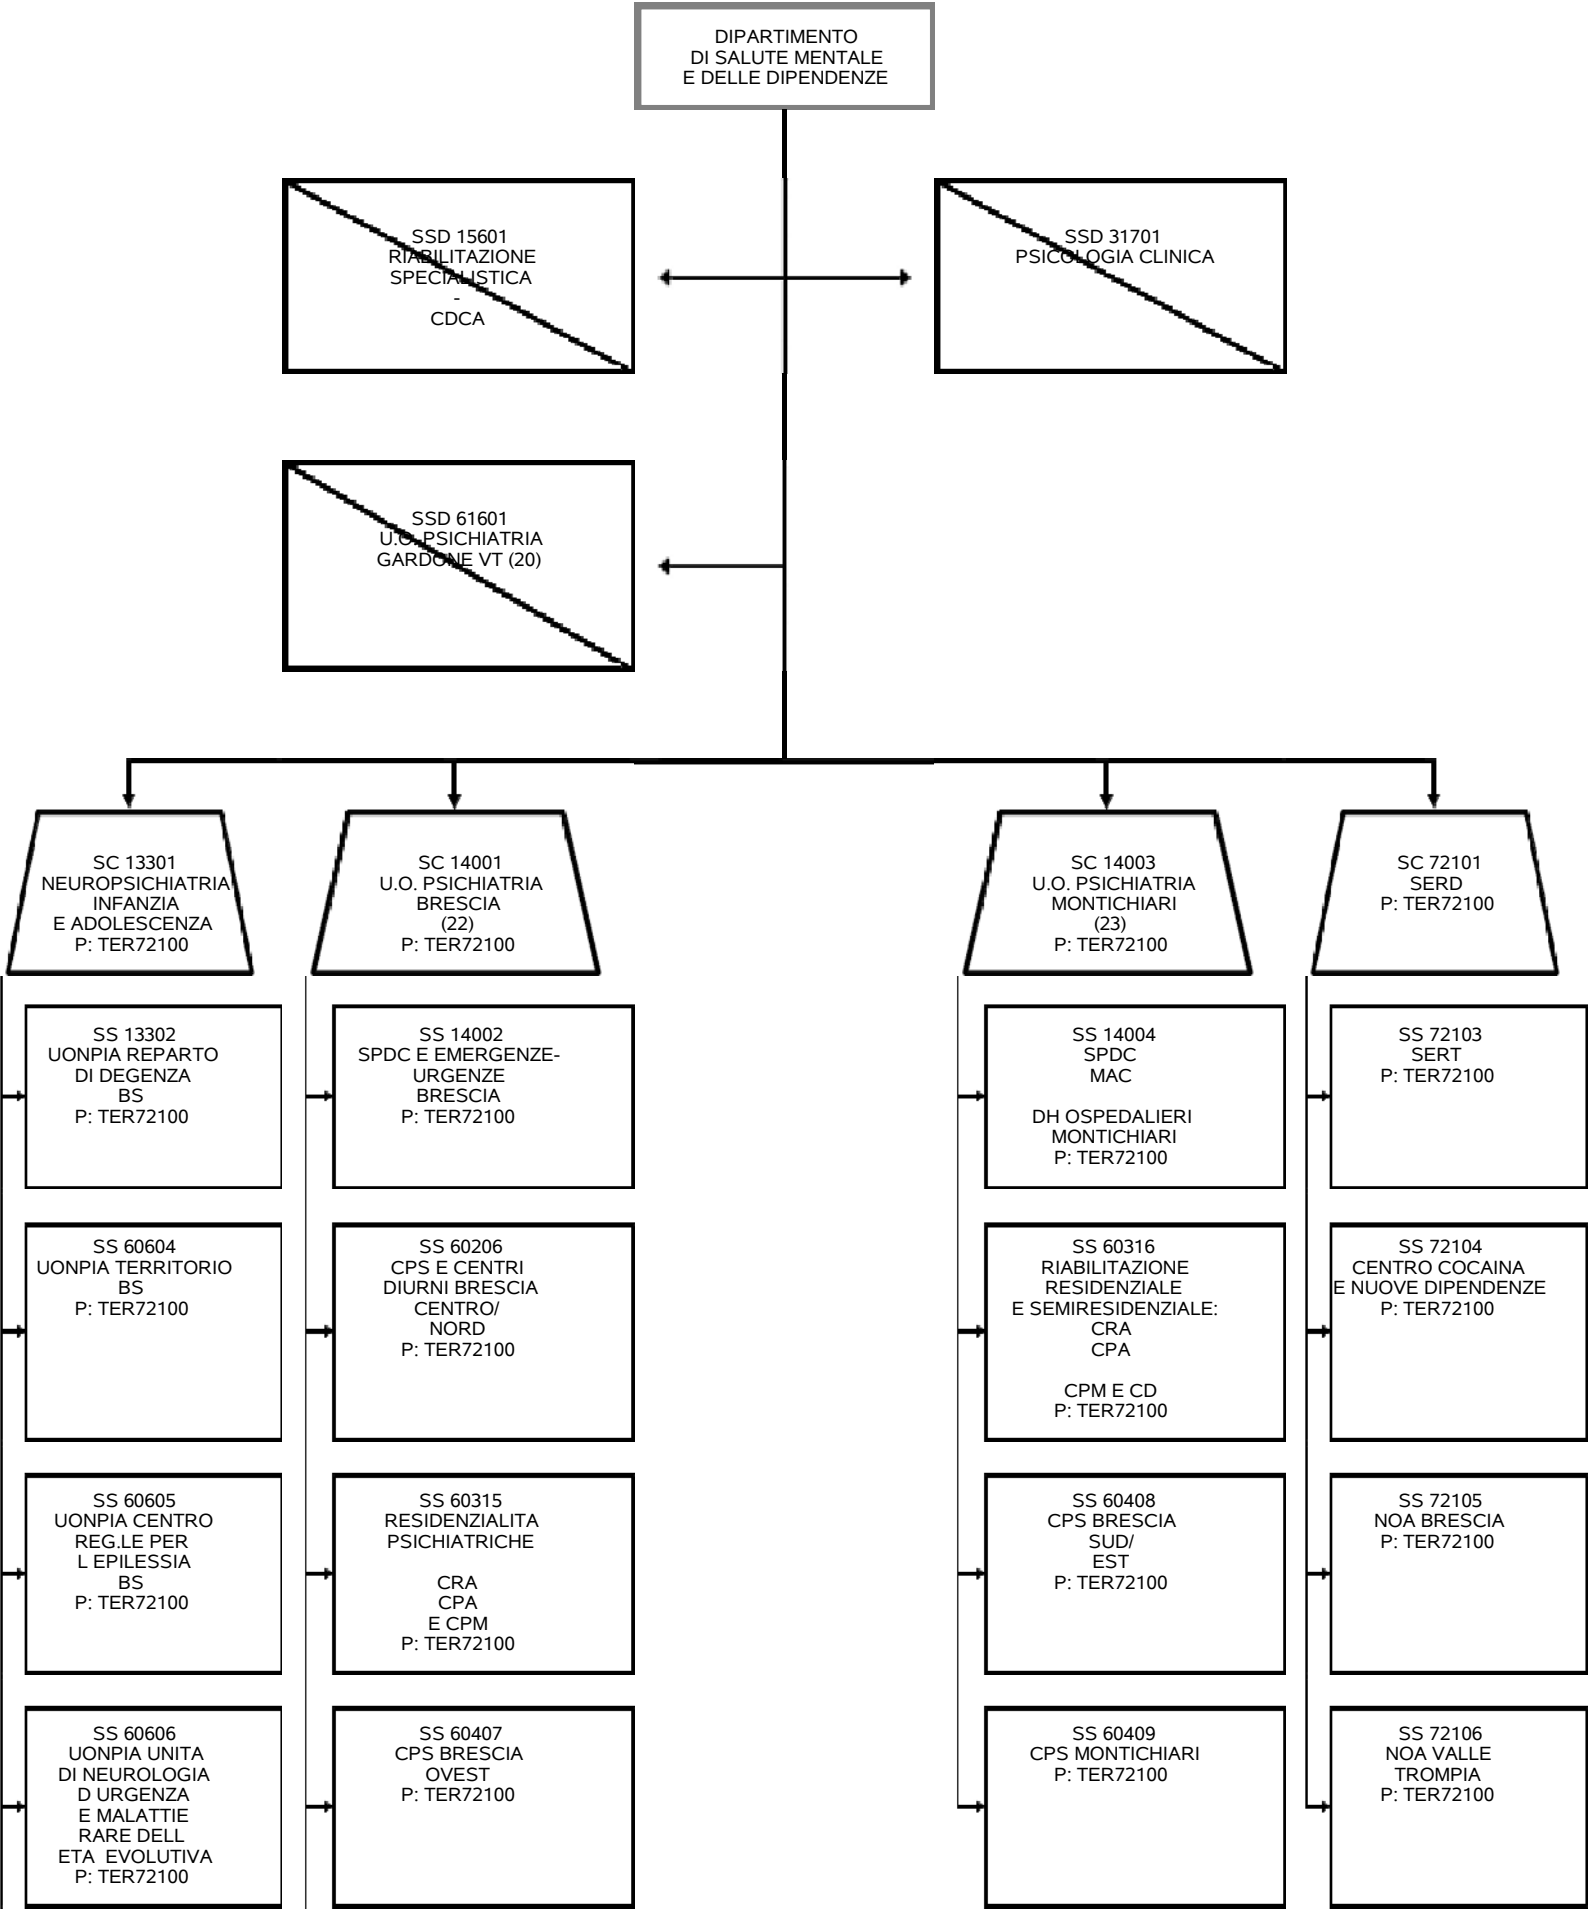 DIPARTIMENTO
DI SALUTE MENTALE
E DELLE DIPENDENZE
SSD 15601
RIABILITAZIONE
SPECIALISTICA
-
CDCA
SSD 31701
PSICOLOGIA CLINICA
SSD 61601
U.O. PSICHIATRIA
GARDONE VT (20)
SC 13301
NEUROPSICHIATRIA
INFANZIA
E ADOLESCENZA
P: TER72100
SC 14001
U.O. PSICHIATRIA
BRESCIA
(22)
P: TER72100
SC 14003
U.O. PSICHIATRIA
MONTICHIARI
(23)
P: TER72100
SC 72101
SERD
P: TER72100
SS 13302
UONPIA REPARTO
DI DEGENZA
BS
P: TER72100
SS 14002
SPDC E EMERGENZE-
URGENZE
BRESCIA
P: TER72100
SS 14004
SPDC
MAC
DH OSPEDALIERI
MONTICHIARI
P: TER72100
SS 72103
SERT
P: TER72100
SS 60604
UONPIA TERRITORIO
BS
P: TER72100
SS 60206
CPS E CENTRI
DIURNI BRESCIA
CENTRO/
NORD
P: TER72100
SS 60316
RIABILITAZIONE
RESIDENZIALE
E SEMIRESIDENZIALE:
CRA
CPA
CPM E CD
P: TER72100
SS 72104
CENTRO COCAINA
E NUOVE DIPENDENZE
P: TER72100
SS 60605
UONPIA CENTRO
REG.LE PER
L EPILESSIA
BS
P: TER72100
SS 60315
RESIDENZIALITA
PSICHIATRICHE
CRA
CPA
E CPM
P: TER72100
SS 60408
CPS BRESCIA
SUD/
EST
P: TER72100
SS 72105
NOA BRESCIA
P: TER72100
SS 60606
UONPIA UNITA
DI NEUROLOGIA
D URGENZA
E MALATTIE
RARE DELL
ETA  EVOLUTIVA
P: TER72100
SS 60407
CPS BRESCIA
OVEST
P: TER72100
SS 60409
CPS MONTICHIARI
P: TER72100
SS 72106
NOA VALLE
TROMPIA
P: TER72100